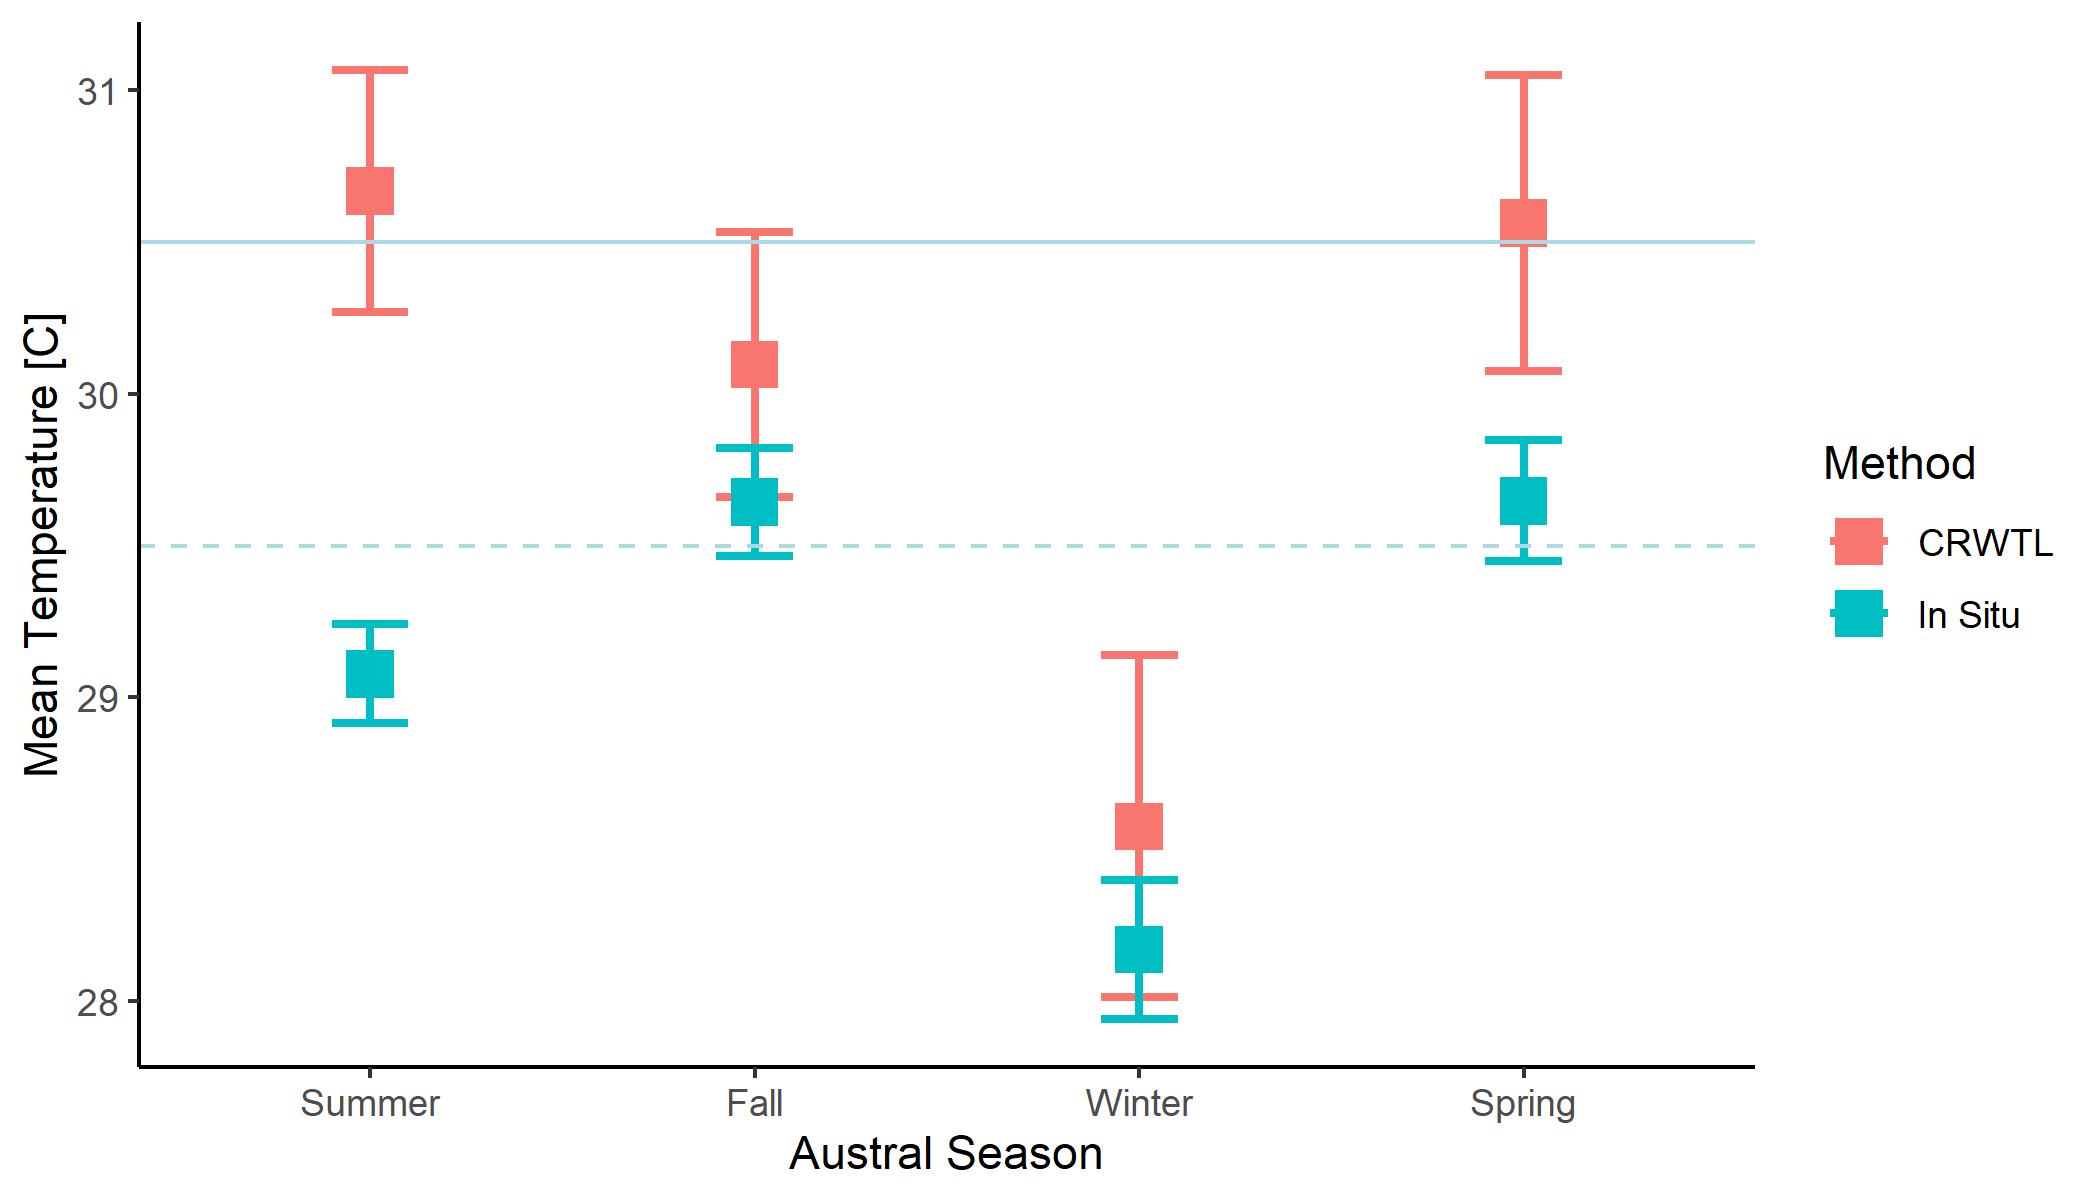 31
30
29
28
Mean Temperature [C]
Summer
Fall
Winter
Spring
Austral Season
Method
CRWTL
In Situ